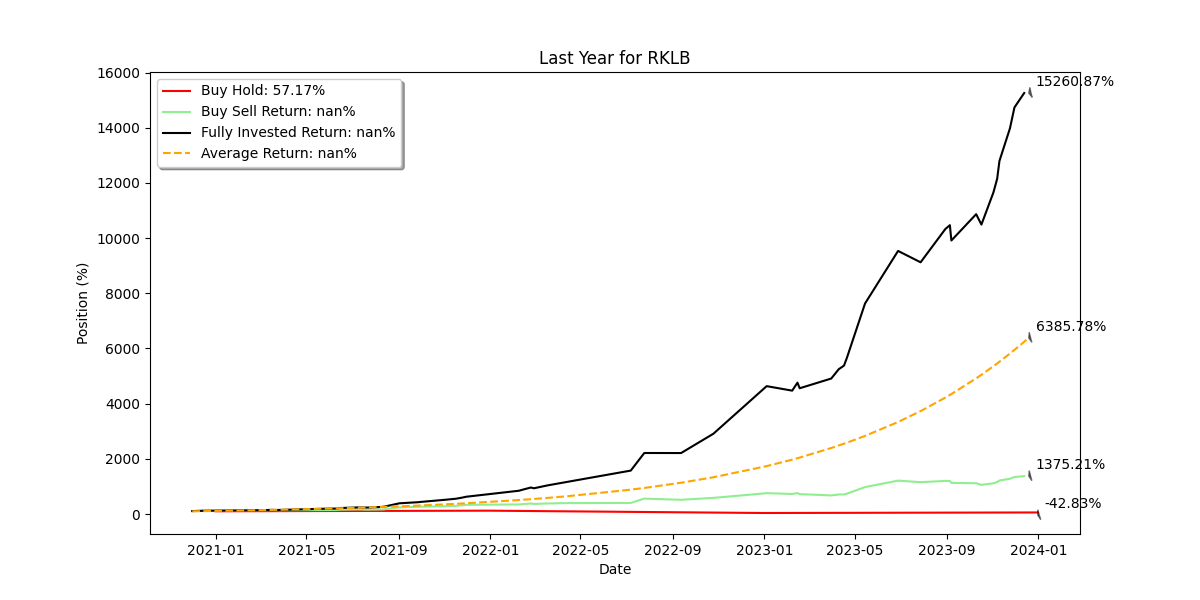 Last Year for RKLB
16000
15260.87%
Buy Hold: 57.17%
Buy Sell Return: nan%
Fully Invested Return: nan%
Average Return: nan%
14000
12000
10000
8000
6385.78%
6000
4000
2000
1375.21%
-42.83%
0
Position (%)
2021-01 2021-05 2021-09 2022-01 2022-05 2022-09 2023-01 2023-05 2023-09 2024-01
Date